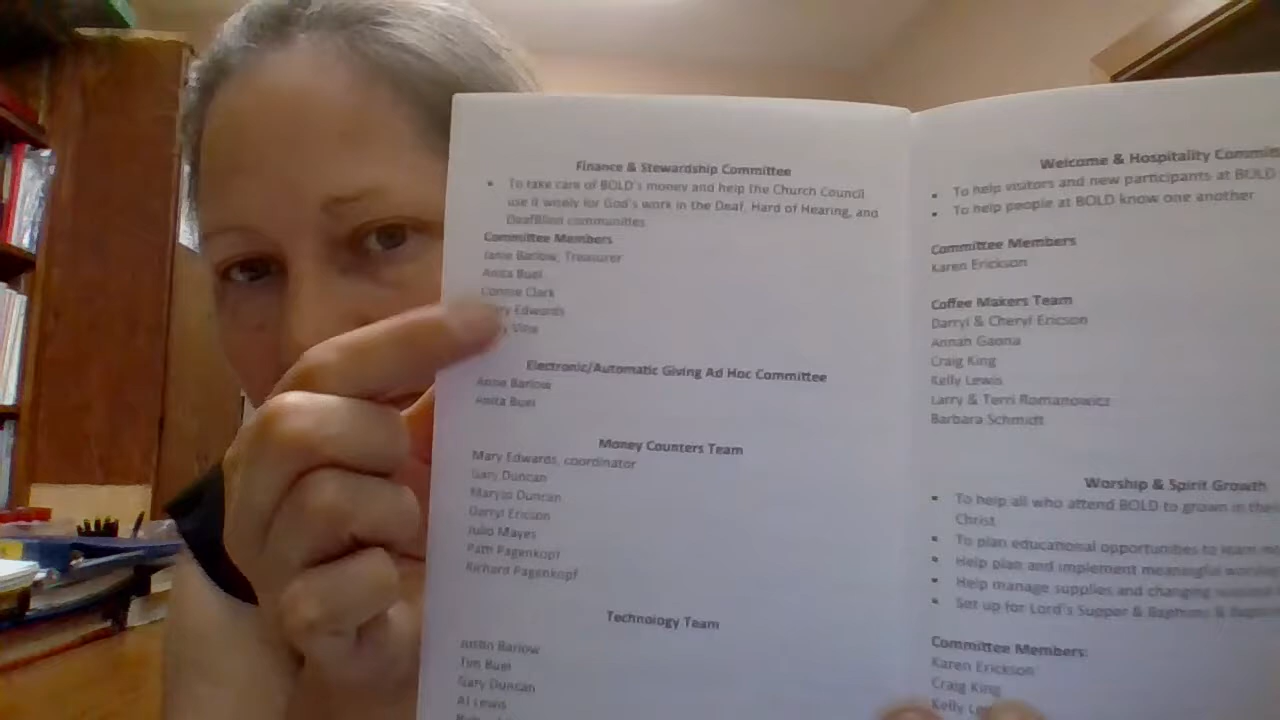 Finance & Stewardship Committee
To take care of BOLD's money and help the Church Council
use it wisely for God's work in the Deaf, Hard of Hearing, and
DeafBlind communities
Committee Members
Barlow, Treasurer
Anita Buel
Connie Clark
Edwards
Electronic/Automatic Giving Ad Hoc Committee
Anne Barlow
Anita Buel
Money Counters Team
Mary Edwards, coordinator
Gary Duncan
Maryjo Duncan
Darryl Ericson
Julio Mayes
Pam Pagenkopf
Richard Pagenkopf
Technology Team
Justin Barlow
Tim Buel
Gary Duncan
Al Lewis
Welcome & Hospitality
To help visitors and new participants at BOLD
To help people at BOLD know one another
Committee Members
Karen Erickson
Coffee Makers Team
Darryl & Cheryl Ericson
Annah Gaona
Craig King
Kelly Lewis
Larry & Terri Romanowicz
Barbara Schmidt
Worship & Spirit Growth
To help all who attend BOLD to grown in
Christ
To plan educational opportunities to learn
Help plan and implement meaningful
Help manage supplies and changing
Set up for Lord's Supper & Baptisms &
Committee Members:
Karen Erickson
Craig King
Kelly